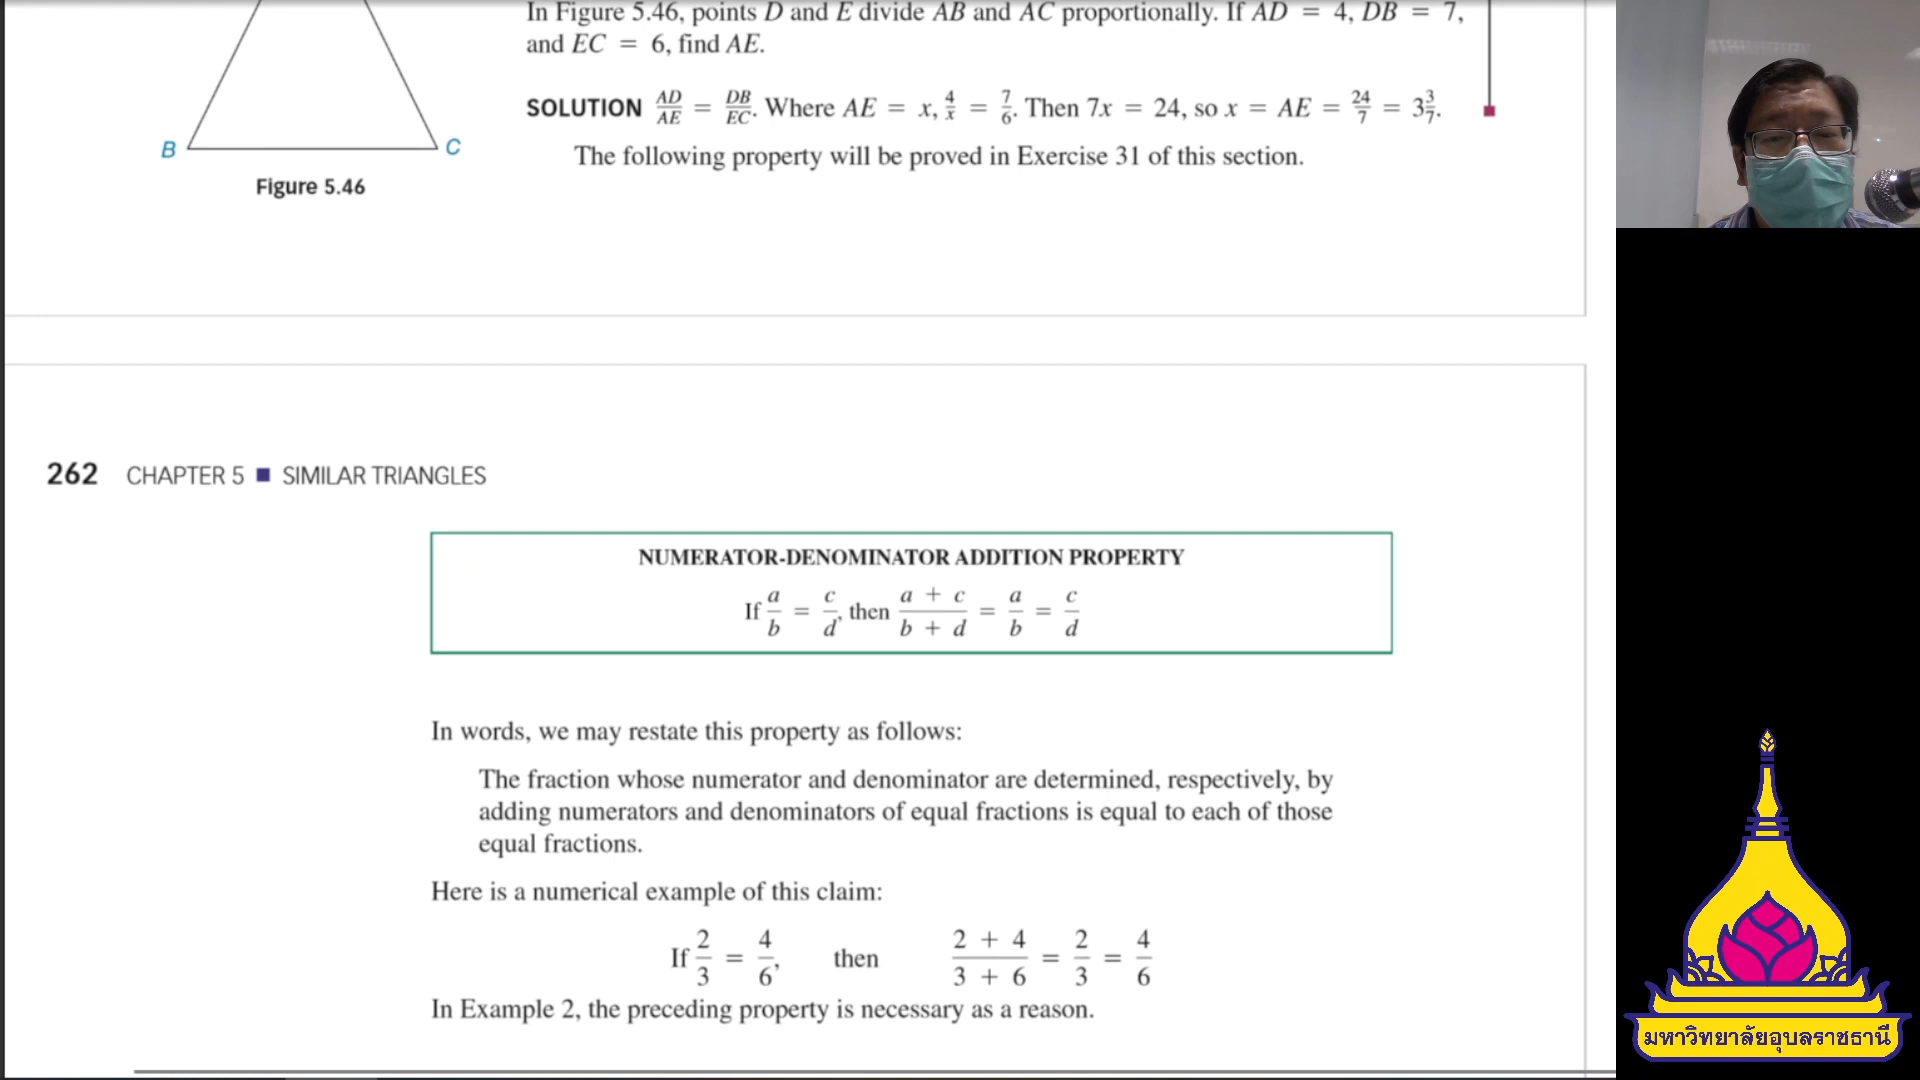 In Figure 5.46, points D and E divide AB and AC proportionally. If AD = 4, DB = 7,
and EC = 6, find AE.
SOLUTION AD/AE = DB/EC. Where AE = x, 4/x = 7/6. Then 7x = 24, so x = AE = 24/7 = 3 3/7.
The following property will be proved in Exercise 31 of this section.
B
C
Figure 5.46
262 CHAPTER 5 ■ SIMILAR TRIANGLES
NUMERATOR-DENOMINATOR ADDITION PROPERTY
If a/b = c/d, then (a + c)/(b + d) = a/b = c/d
In words, we may restate this property as follows:
The fraction whose numerator and denominator are determined, respectively, by
adding numerators and denominators of equal fractions is equal to each of those
equal fractions.
Here is a numerical example of this claim:
If 2/3 = 4/6, then (2 + 4)/(3 + 6) = 2/3 = 4/6
In Example 2, the preceding property is necessary as a reason.
มหาวิทยาลัยอุบลราชธานี